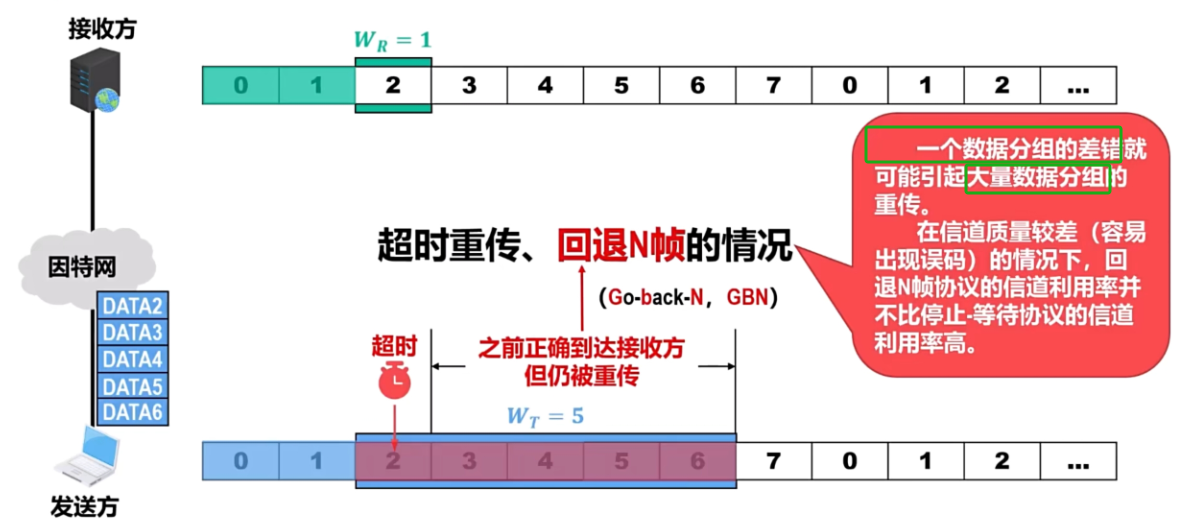 接收方
W_R = 1
0 1 2 3 4 5 6 7 0 1 2 ...
一个数据分组的差错就
可能引起大量数据分组的
重传。
在信道质量较差（容易
出现误码）的情况下，回
退N帧协议的信道利用率并
不比停止-等待协议的信道
利用率高。
超时重传、回退N帧的情况
（Go-back-N，GBN）
因特网
DATA2
DATA3
DATA4
DATA5
DATA6
超时
之前正确到达接收方
但仍被重传
W_T = 5
0 1 2 3 4 5 6 7 0 1 2 ...
发送方